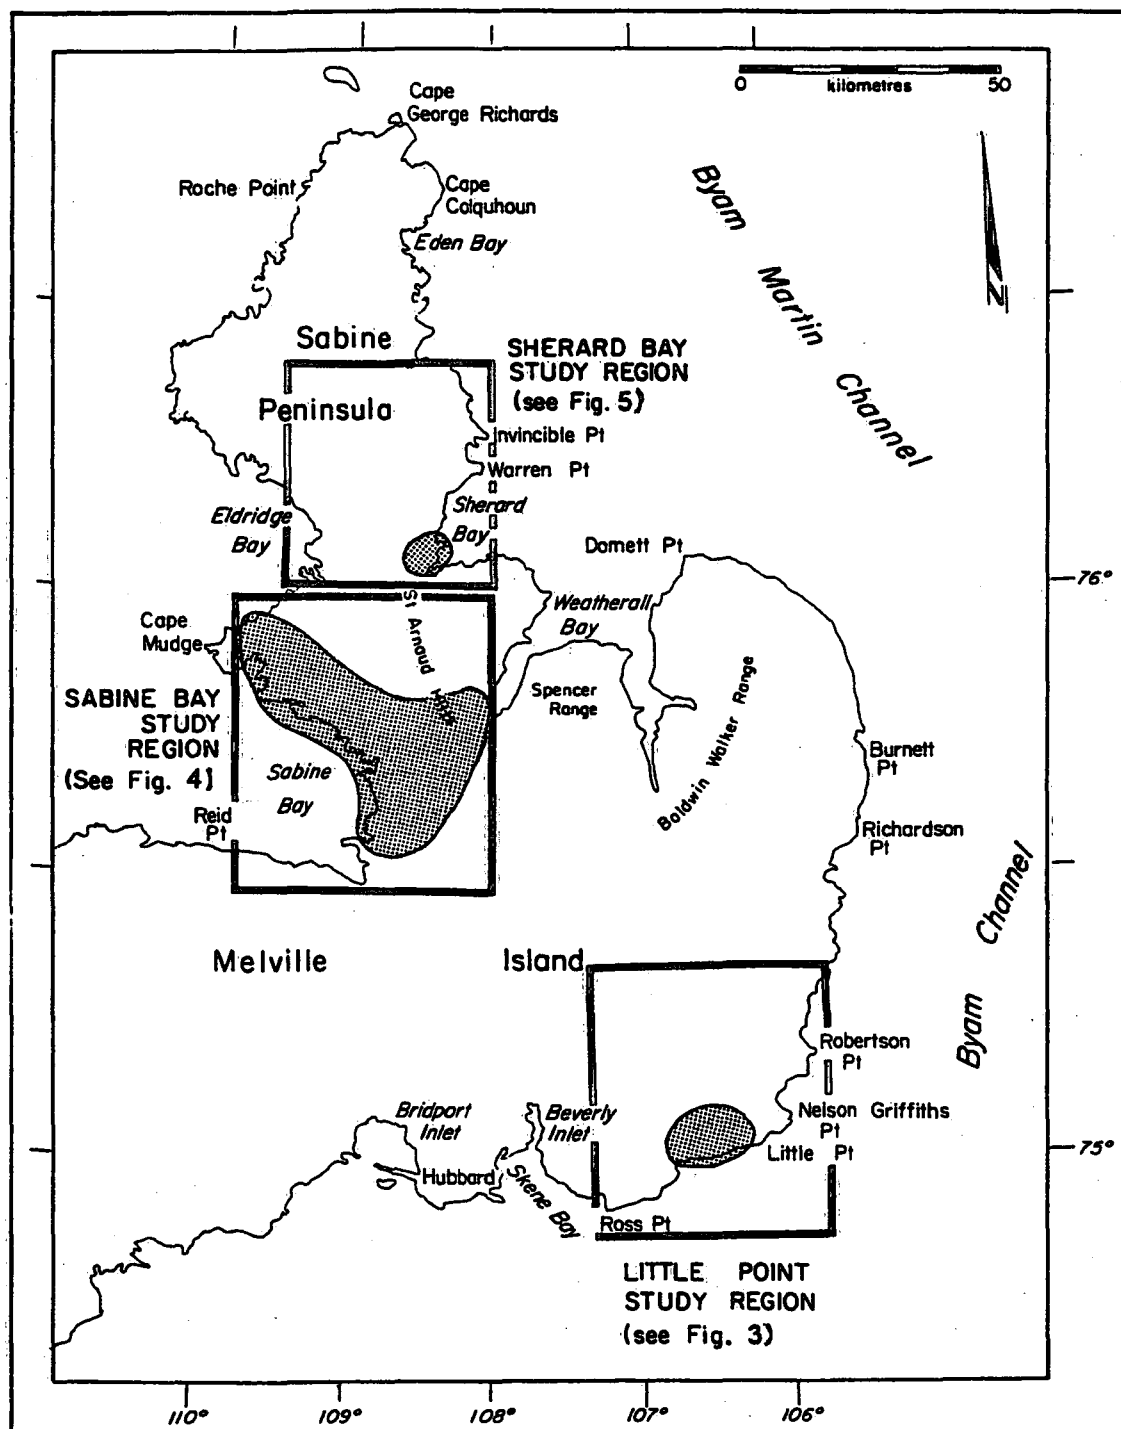 0 kilometres 50
Cape
George Richards
Roche Point
Cape
Colquhoun
Eden Bay
Byam
Martin
Channel
N
Sabine
Peninsula
SHERARD BAY
STUDY REGION
(see Fig. 5)
Invincible Pt
Warren Pt
Sherard
Bay
Eldridge
Bay
Domett Pt
76°
St Arnaud Hills
Weatherall
Bay
Cape
Mudge
Spencer
Range
Baldwin Walker Range
SABINE BAY
STUDY
REGION
(See Fig. 4)
Sabine
Bay
Reid
Pt
Burnett
Pt
Richardson
Pt
Byam Channel
Melville Island
Robertson
Pt
Nelson Griffiths
Pt
Little Pt
75°
Bridport
Inlet
Beverly
Inlet
Hubbard
Skene Bay
Ross Pt
LITTLE POINT
STUDY REGION
(see Fig. 3)
110° 109° 108° 107° 106°